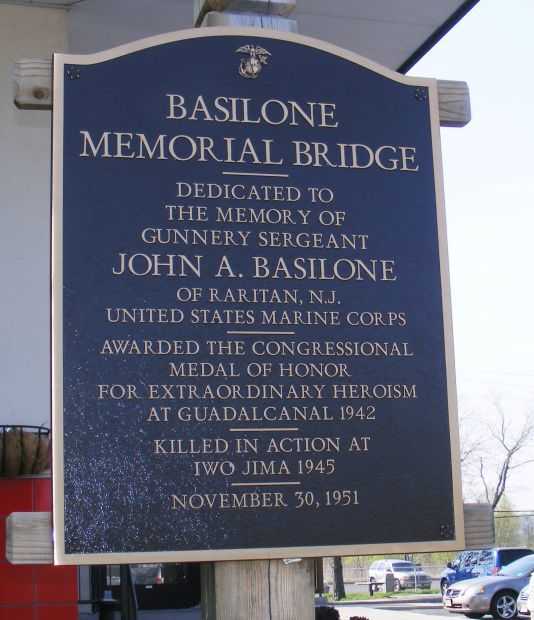 BASILONE
MEMORIAL BRIDGE
DEDICATED TO
THE MEMORY OF
GUNNERY SERGEANT
JOHN A. BASILONE
OF RARITAN, N.J.
UNITED STATES MARINE CORPS
AWARDED THE CONGRESSIONAL
MEDAL OF HONOR
FOR EXTRAORDINARY HEROISM
AT GUADALCANAL 1942
KILLED IN ACTION AT
IWO JIMA 1945
NOVEMBER 30, 1951